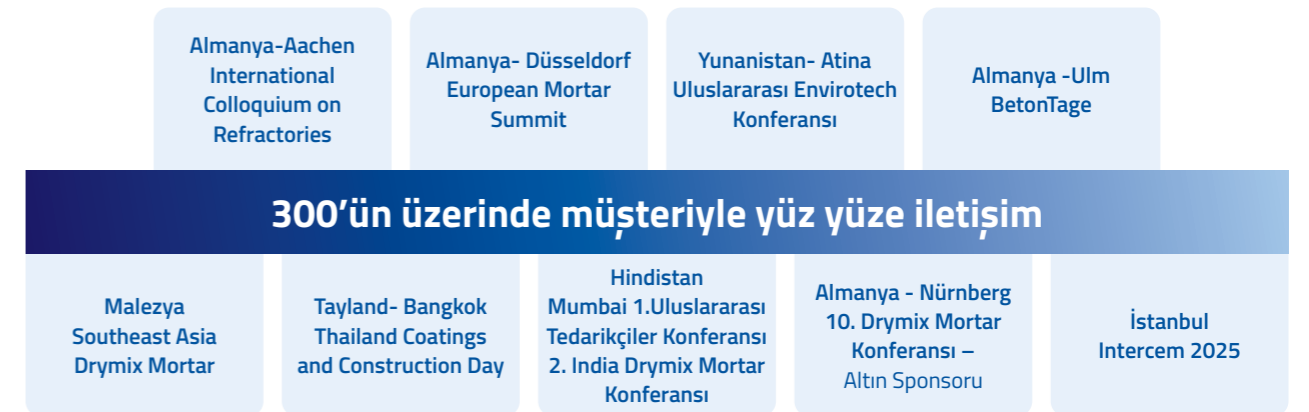 Almanya-Aachen
International
Colloquium on
Refractories
Almanya- Düsseldorf
European Mortar
Summit
Yunanistan- Atina
Uluslararası Envirotech
Konferansı
Almanya -Ulm
BetonTage
300’ün üzerinde müşteriyle yüz yüze iletişim
Malezya
Southeast Asia
Drymix Mortar
Tayland- Bangkok
Thailand Coatings
and Construction Day
Hindistan
Mumbai 1.Uluslararası
Tedarikçiler Konferansı
2. India Drymix Mortar
Konferansı
Almanya - Nürnberg
10. Drymix Mortar
Konferansı –
Altın Sponsoru
İstanbul
Intercem 2025